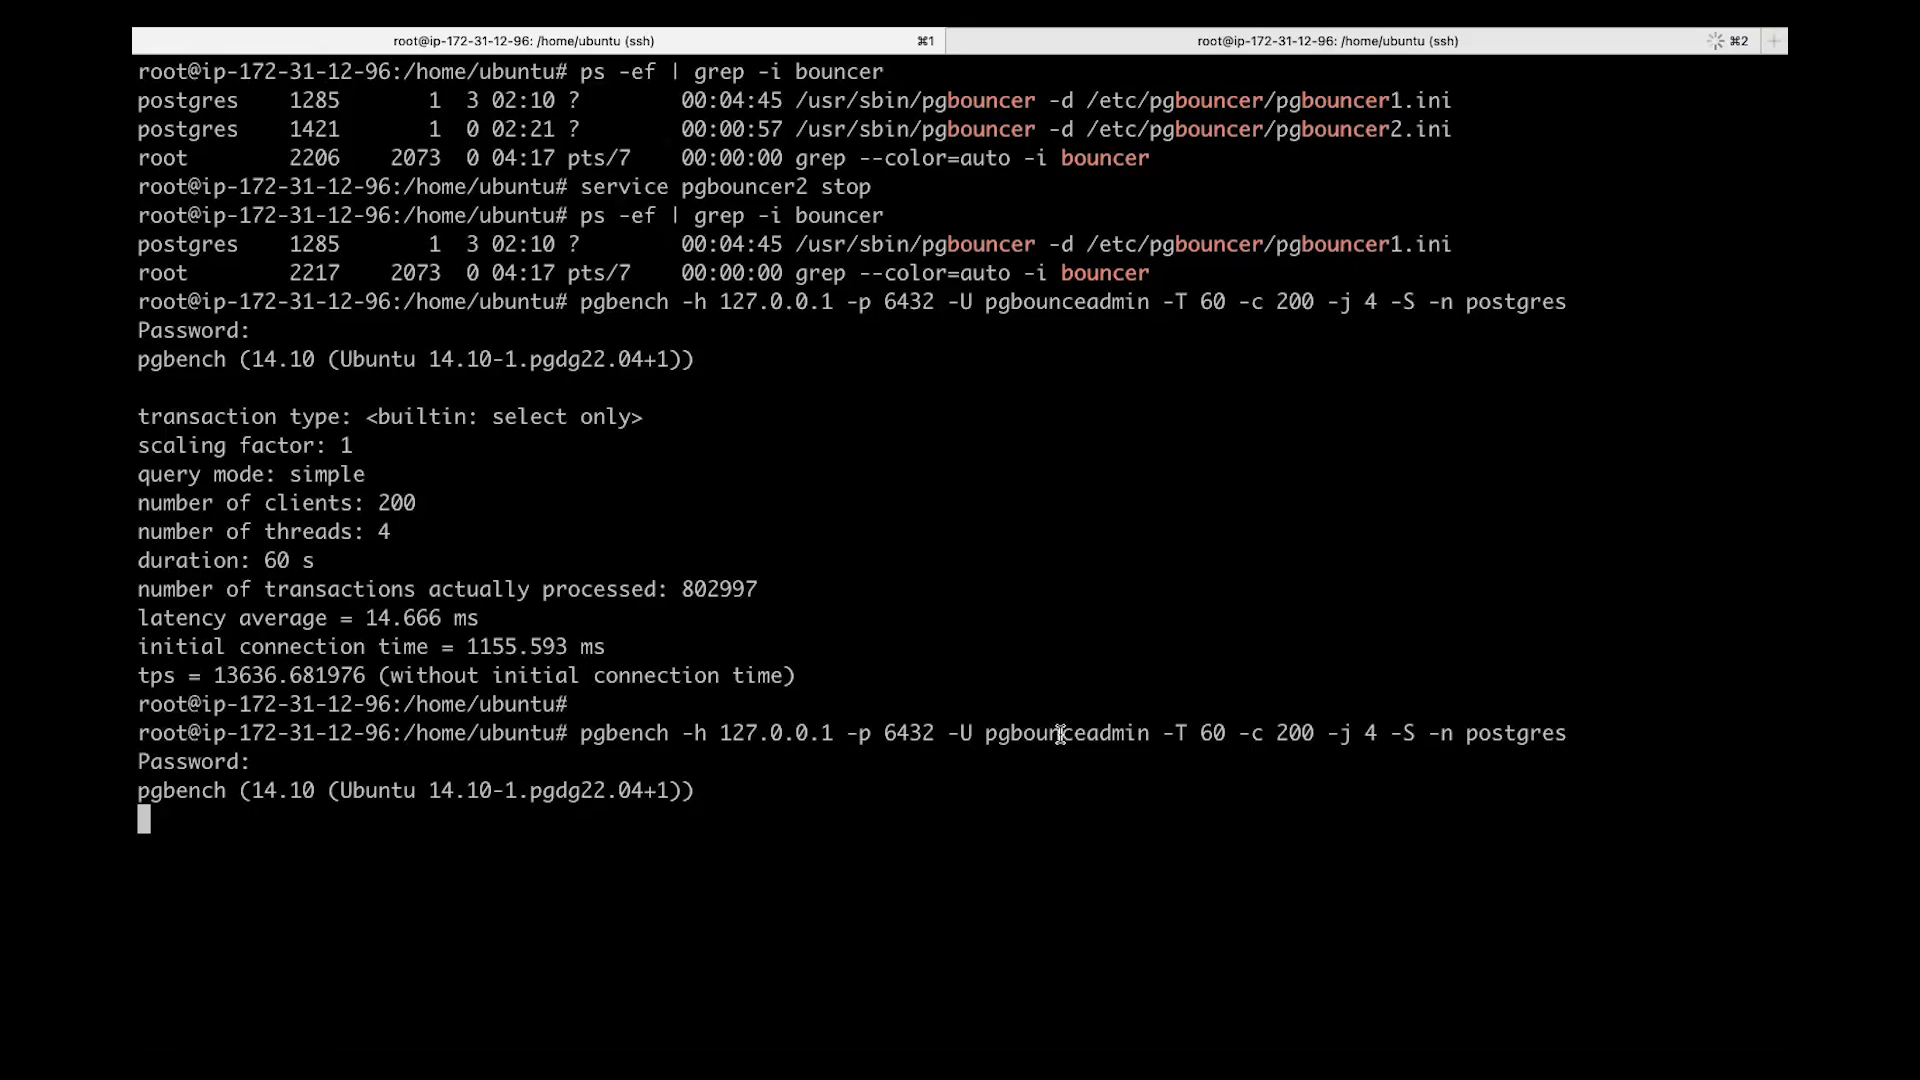 root@ip-172-31-12-96: /home/ubuntu (ssh) ⌘1 root@ip-172-31-12-96: /home/ubuntu (ssh) ⌘2 +
root@ip-172-31-12-96:/home/ubuntu# ps -ef | grep -i bouncer
postgres    1285       1  3 02:10 ?        00:04:45 /usr/sbin/pgbouncer -d /etc/pgbouncer/pgbouncer1.ini
postgres    1421       1  0 02:21 ?        00:00:57 /usr/sbin/pgbouncer -d /etc/pgbouncer/pgbouncer2.ini
root        2206    2073  0 04:17 pts/7    00:00:00 grep --color=auto -i bouncer
root@ip-172-31-12-96:/home/ubuntu# service pgbouncer2 stop
root@ip-172-31-12-96:/home/ubuntu# ps -ef | grep -i bouncer
postgres    1285       1  3 02:10 ?        00:04:45 /usr/sbin/pgbouncer -d /etc/pgbouncer/pgbouncer1.ini
root        2217    2073  0 04:17 pts/7    00:00:00 grep --color=auto -i bouncer
root@ip-172-31-12-96:/home/ubuntu# pgbench -h 127.0.0.1 -p 6432 -U pgbounceadmin -T 60 -c 200 -j 4 -S -n postgres
Password:
pgbench (14.10 (Ubuntu 14.10-1.pgdg22.04+1))
transaction type: <builtin: select only>
scaling factor: 1
query mode: simple
number of clients: 200
number of threads: 4
duration: 60 s
number of transactions actually processed: 802997
latency average = 14.666 ms
initial connection time = 1155.593 ms
tps = 13636.681976 (without initial connection time)
root@ip-172-31-12-96:/home/ubuntu#
root@ip-172-31-12-96:/home/ubuntu# pgbench -h 127.0.0.1 -p 6432 -U pgbounceadmin -T 60 -c 200 -j 4 -S -n postgres
Password:
pgbench (14.10 (Ubuntu 14.10-1.pgdg22.04+1))